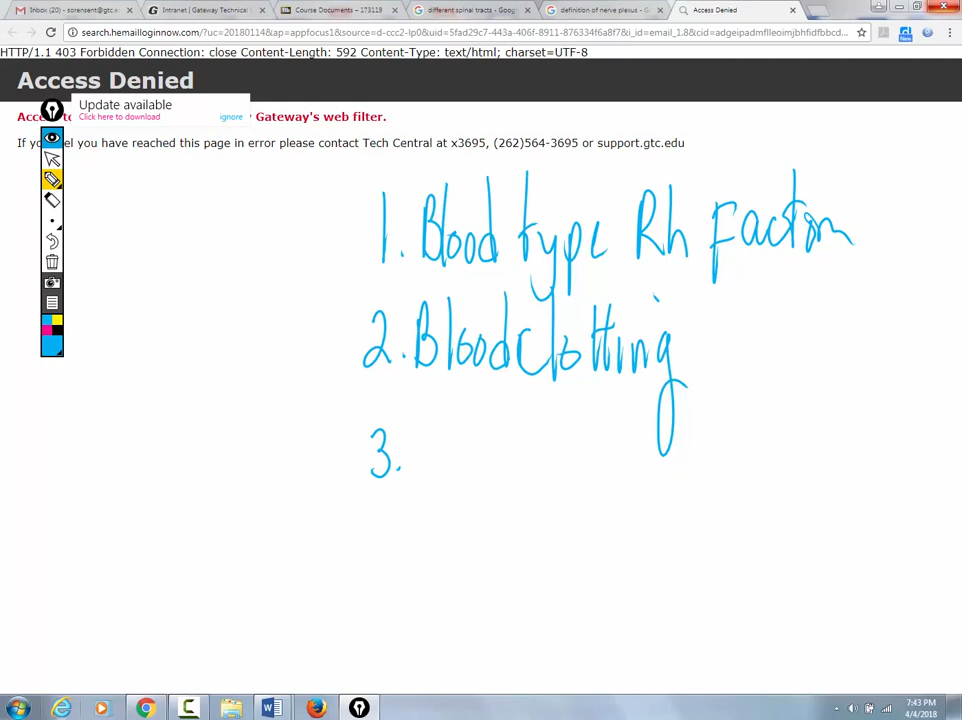 Inbox (20) - sorensent@gtc.e
Intranet | Gateway Technical
Course Documents – 173119
different spinal tracts - Goog
definition of nerve plexus - G
Access Denied
Secure
search.hemailloginnow.com/?uc=20180114&ap=appfocus1&source=d-ccc2-lp0&uid=5fad29c7-443a-406f-8911-876334f6a8f7&i_id=email_1.8&cid=adgeipadmflleoimjbhfidfbbcd...
New
HTTP/1.1 403 Forbidden Connection: close Content-Length: 592 Content-Type: text/html; charset=UTF-8
Access Denied
Update available
Click here to download ignore
Gateway's web filter.
If you have reached this page in error please contact Tech Central at x3695, (262)564-3695 or support.gtc.edu
1. Blood type Rh Factor
2. Blood Clotting
3.
7:43 PM
4/4/2018